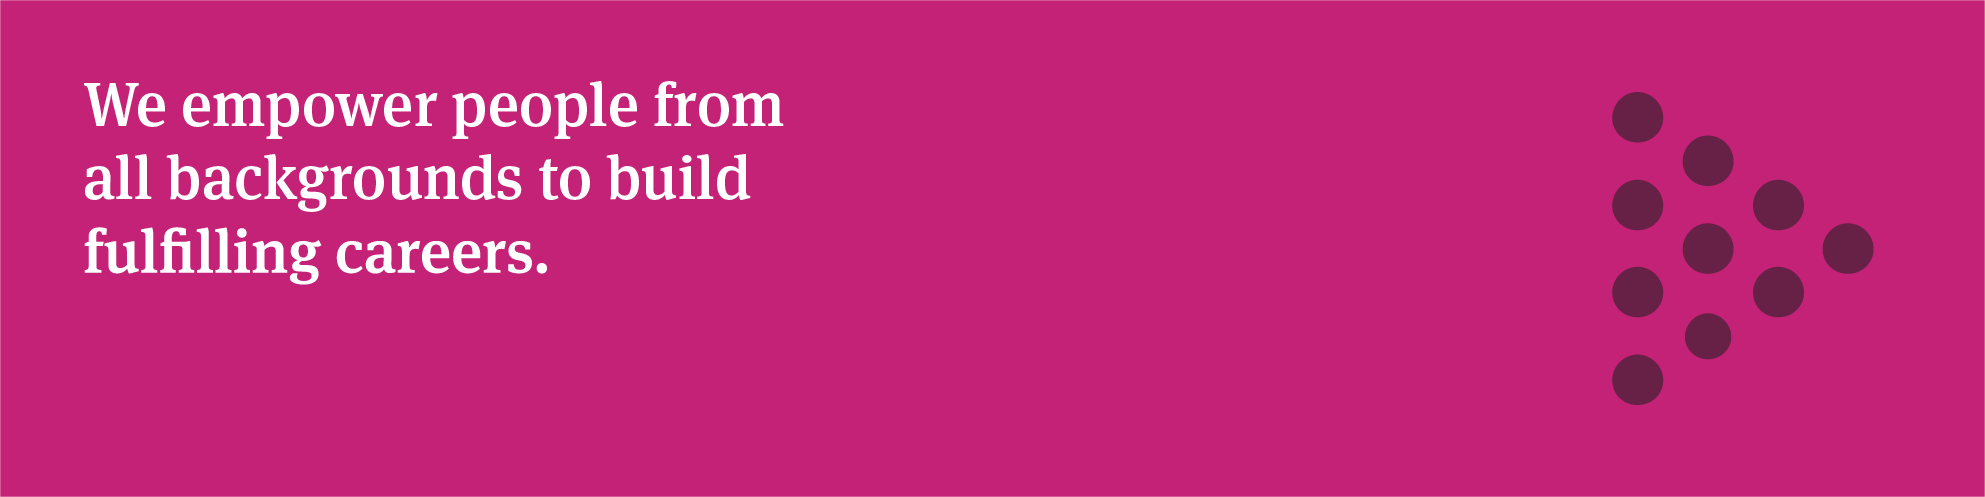 We empower people from
all backgrounds to build
fulfilling careers.